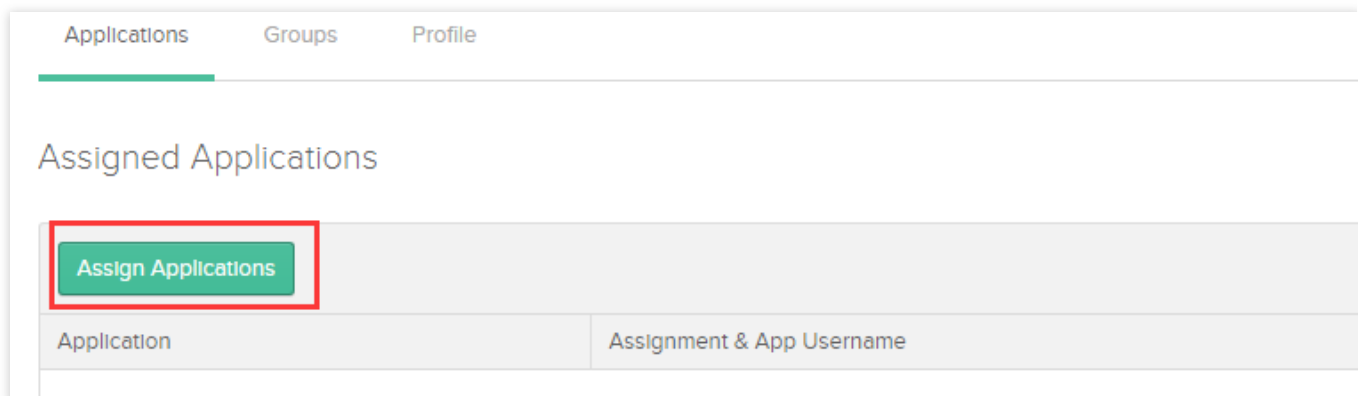 Applications Groups Profile
Assigned Applications
Assign Applications
Application Assignment & App Username